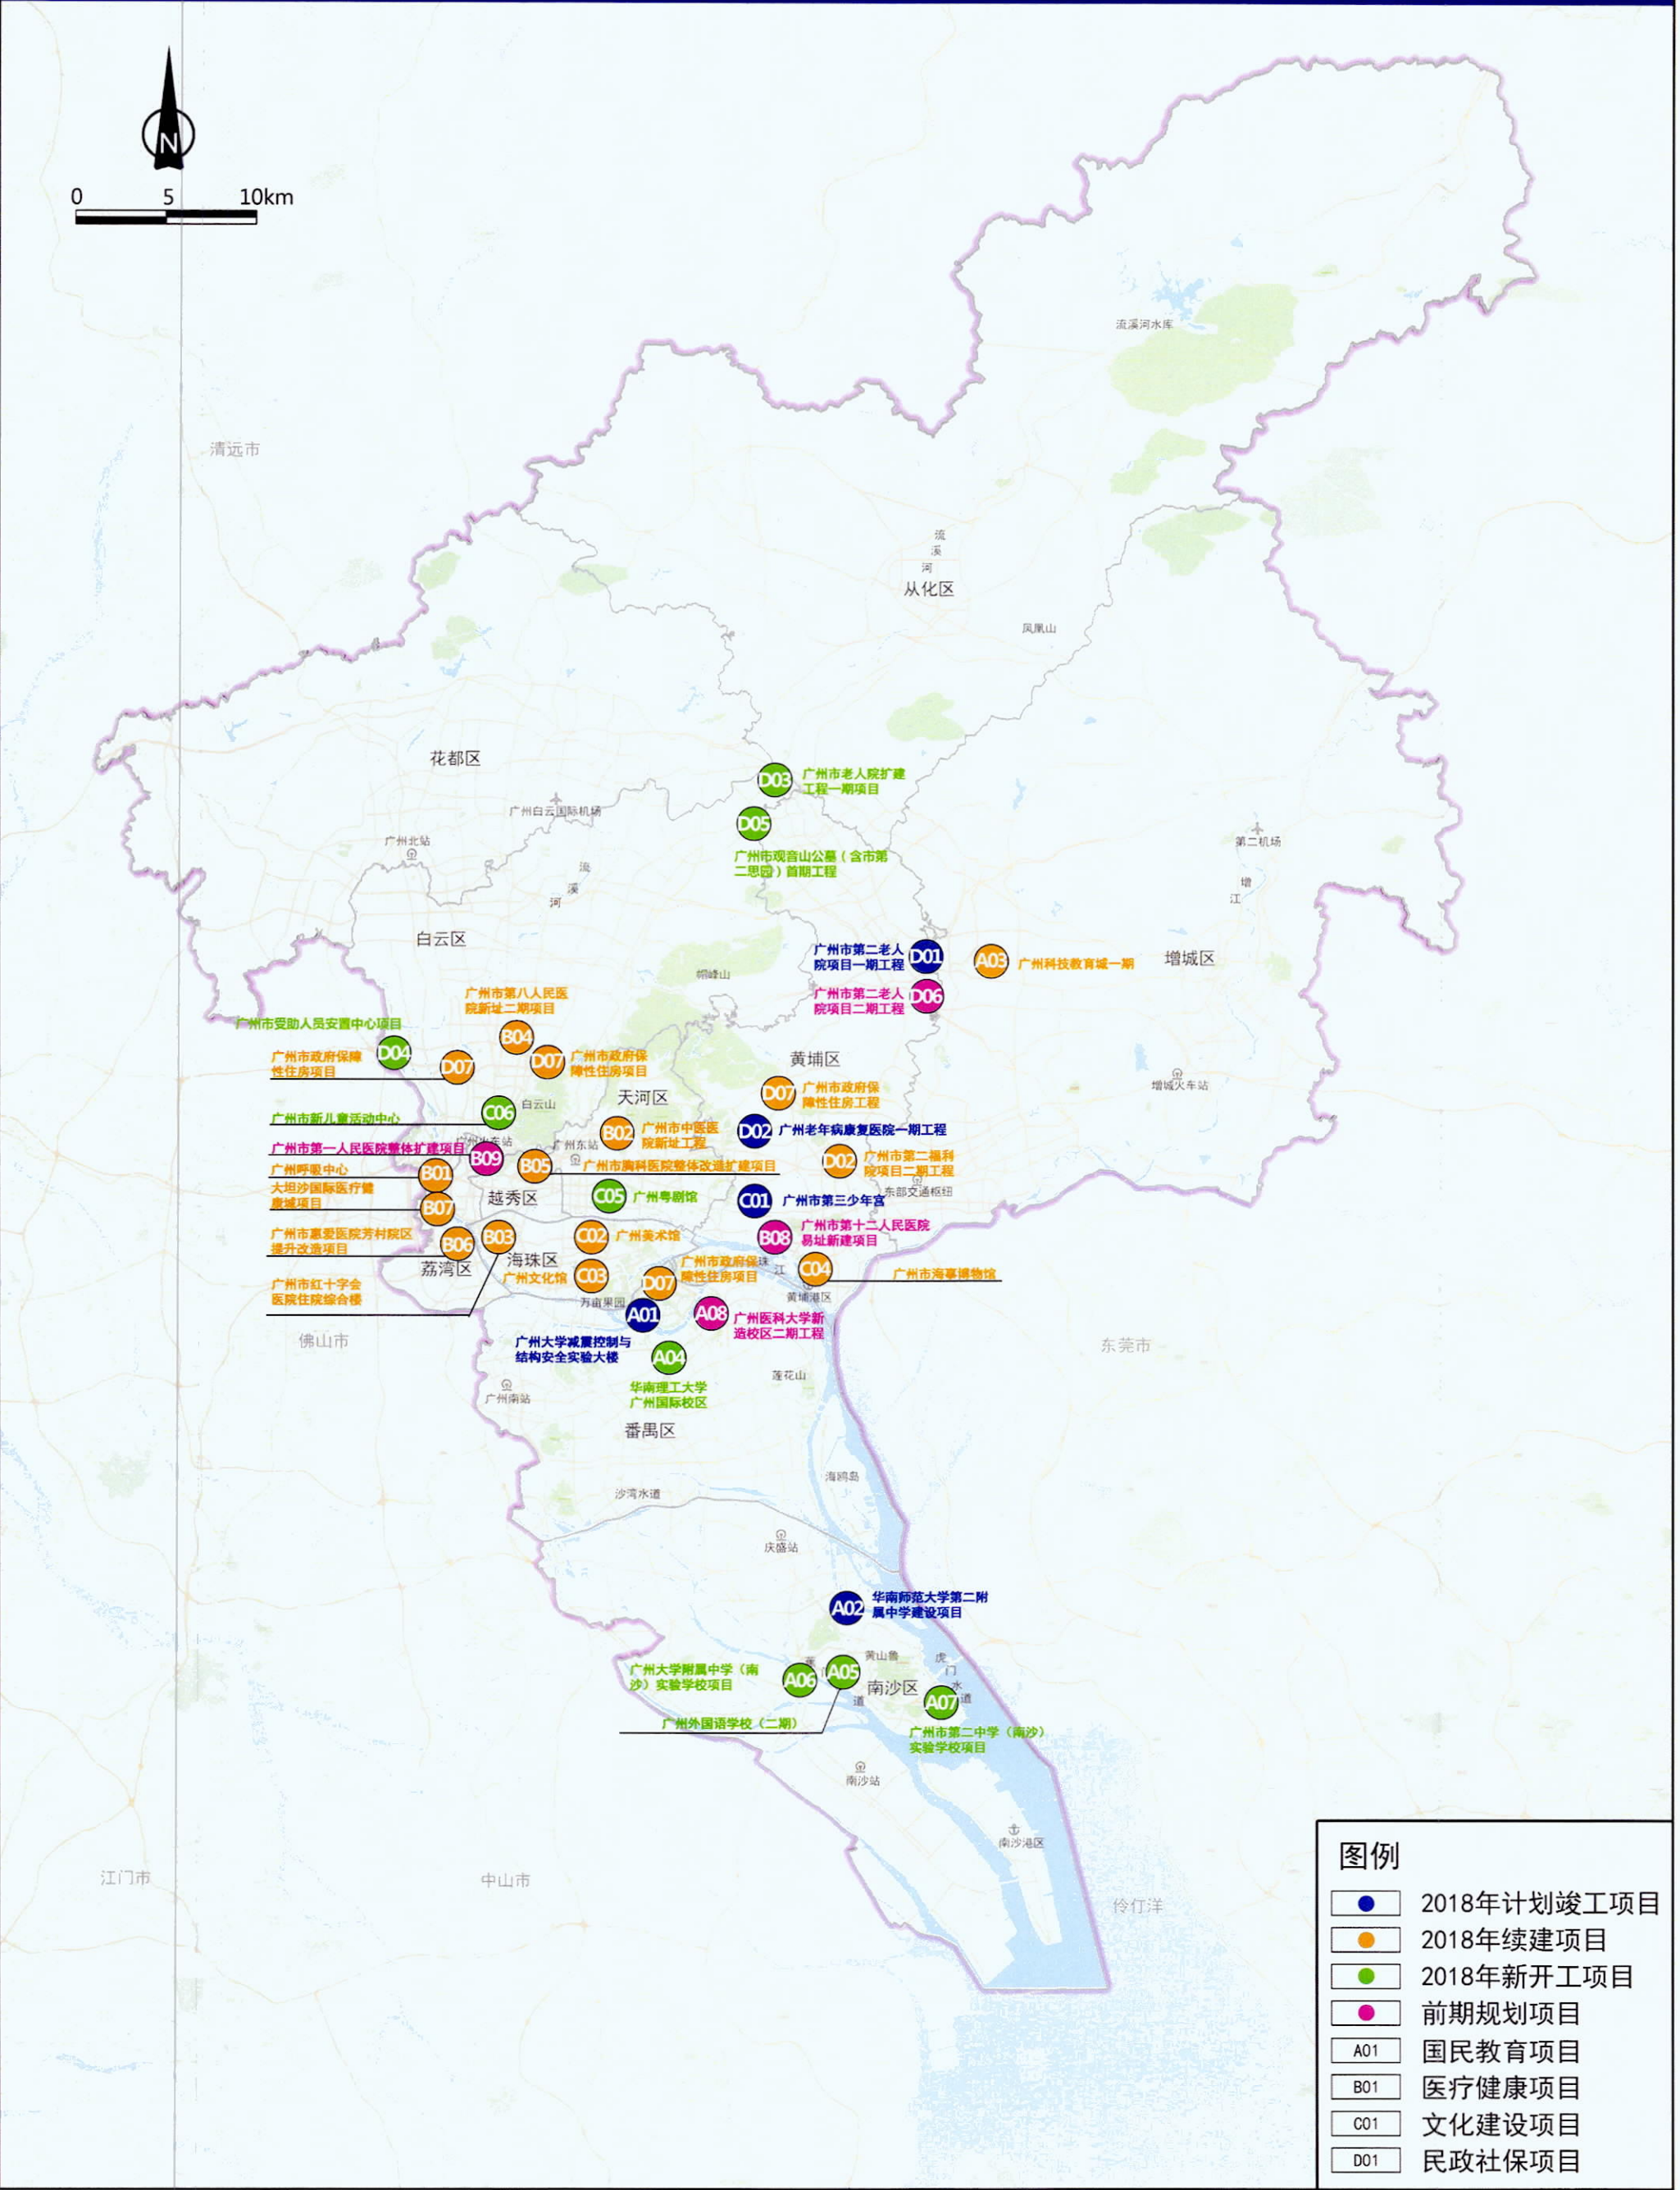 N
0 5 10km
流溪河水库
清远市
流
溪
河
从化区
凤凰山
花都区
D03
广州市老人院扩建
工程一期项目
广州白云国际机场
D05
广州北站
第二机场
广州市观音山公墓（含市第
二思园）首期工程
流
溪
河
增
江
白云区
广州市第二老人
院项目一期工程
D01
A03
广州科技教育城一期
增城区
帽峰山
广州市第二老人
院项目二期工程
D06
广州市第八人民医
院新址二期项目
B04
广州市受助人员安置中心项目
D04
广州市政府保障
性住房项目
D07
D07
广州市政府保
障性住房项目
黄埔区
增城火车站
D07
广州市政府保
障性住房工程
天河区
白云山
C06
广州市新儿童活动中心
B02
广州市中医医
院新址工程
D02
广州老年病康复医院一期工程
广州火车站
广州东站
广州市第一人民医院整体扩建项目
B09
B05
广州市胸科医院整体改造扩建项目
D02
广州市第二福利
院项目二期工程
广州呼吸中心
B01
东部交通枢纽
大坦沙国际医疗健
康城项目
B07
越秀区
C05
广州粤剧馆
C01
广州市第三少年宫
广州市惠爱医院芳村院区
提升改造项目
B06
B03
C02
广州美术馆
B08
广州市第十二人民医院
易址新建项目
海珠区
荔湾区
广州文化馆
C03
D07
广州市政府保
障性住房项目
珠
江
C04
广州市海事博物馆
广州市红十字会
医院住院综合楼
万亩果园
黄埔港区
A01
A08
广州医科大学新
造校区二期工程
佛山市
东莞市
广州大学减震控制与
结构安全实验大楼
A04
莲花山
华南理工大学
广州国际校区
广州南站
番禺区
海鸥岛
沙湾水道
庆盛站
A02
华南师范大学第二附
属中学建设项目
广州大学附属中学（南
沙）实验学校项目
A06
A05
黄山鲁
虎
门
水
道
南沙区
道
A07
广州外国语学校（二期）
广州市第二中学（南沙）
实验学校项目
南沙站
南沙港区
江门市
中山市
伶仃洋
图例
2018年计划竣工项目
2018年续建项目
2018年新开工项目
前期规划项目
A01 国民教育项目
B01 医疗健康项目
C01 文化建设项目
D01 民政社保项目